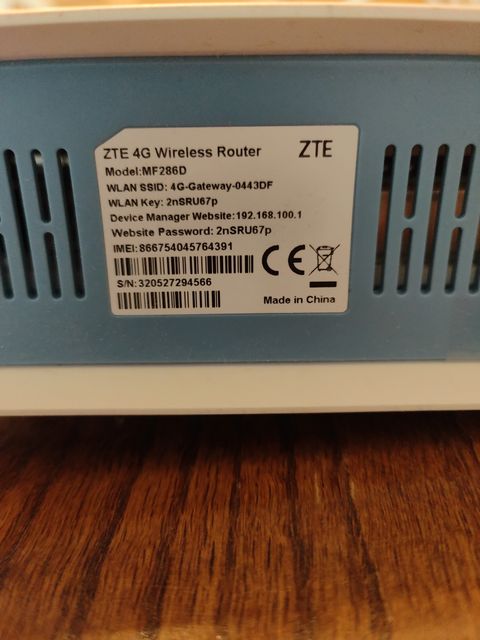 ZTE 4G Wireless Router ZTE
Model:MF286D
WLAN SSID: 4G-Gateway-0443DF
WLAN Key: 2nSRU67p
Device Manager Website:192.168.100.1
Website Password: 2nSRU67p
IMEI:866754045764391
CE
S/N:320527294566
Made in China